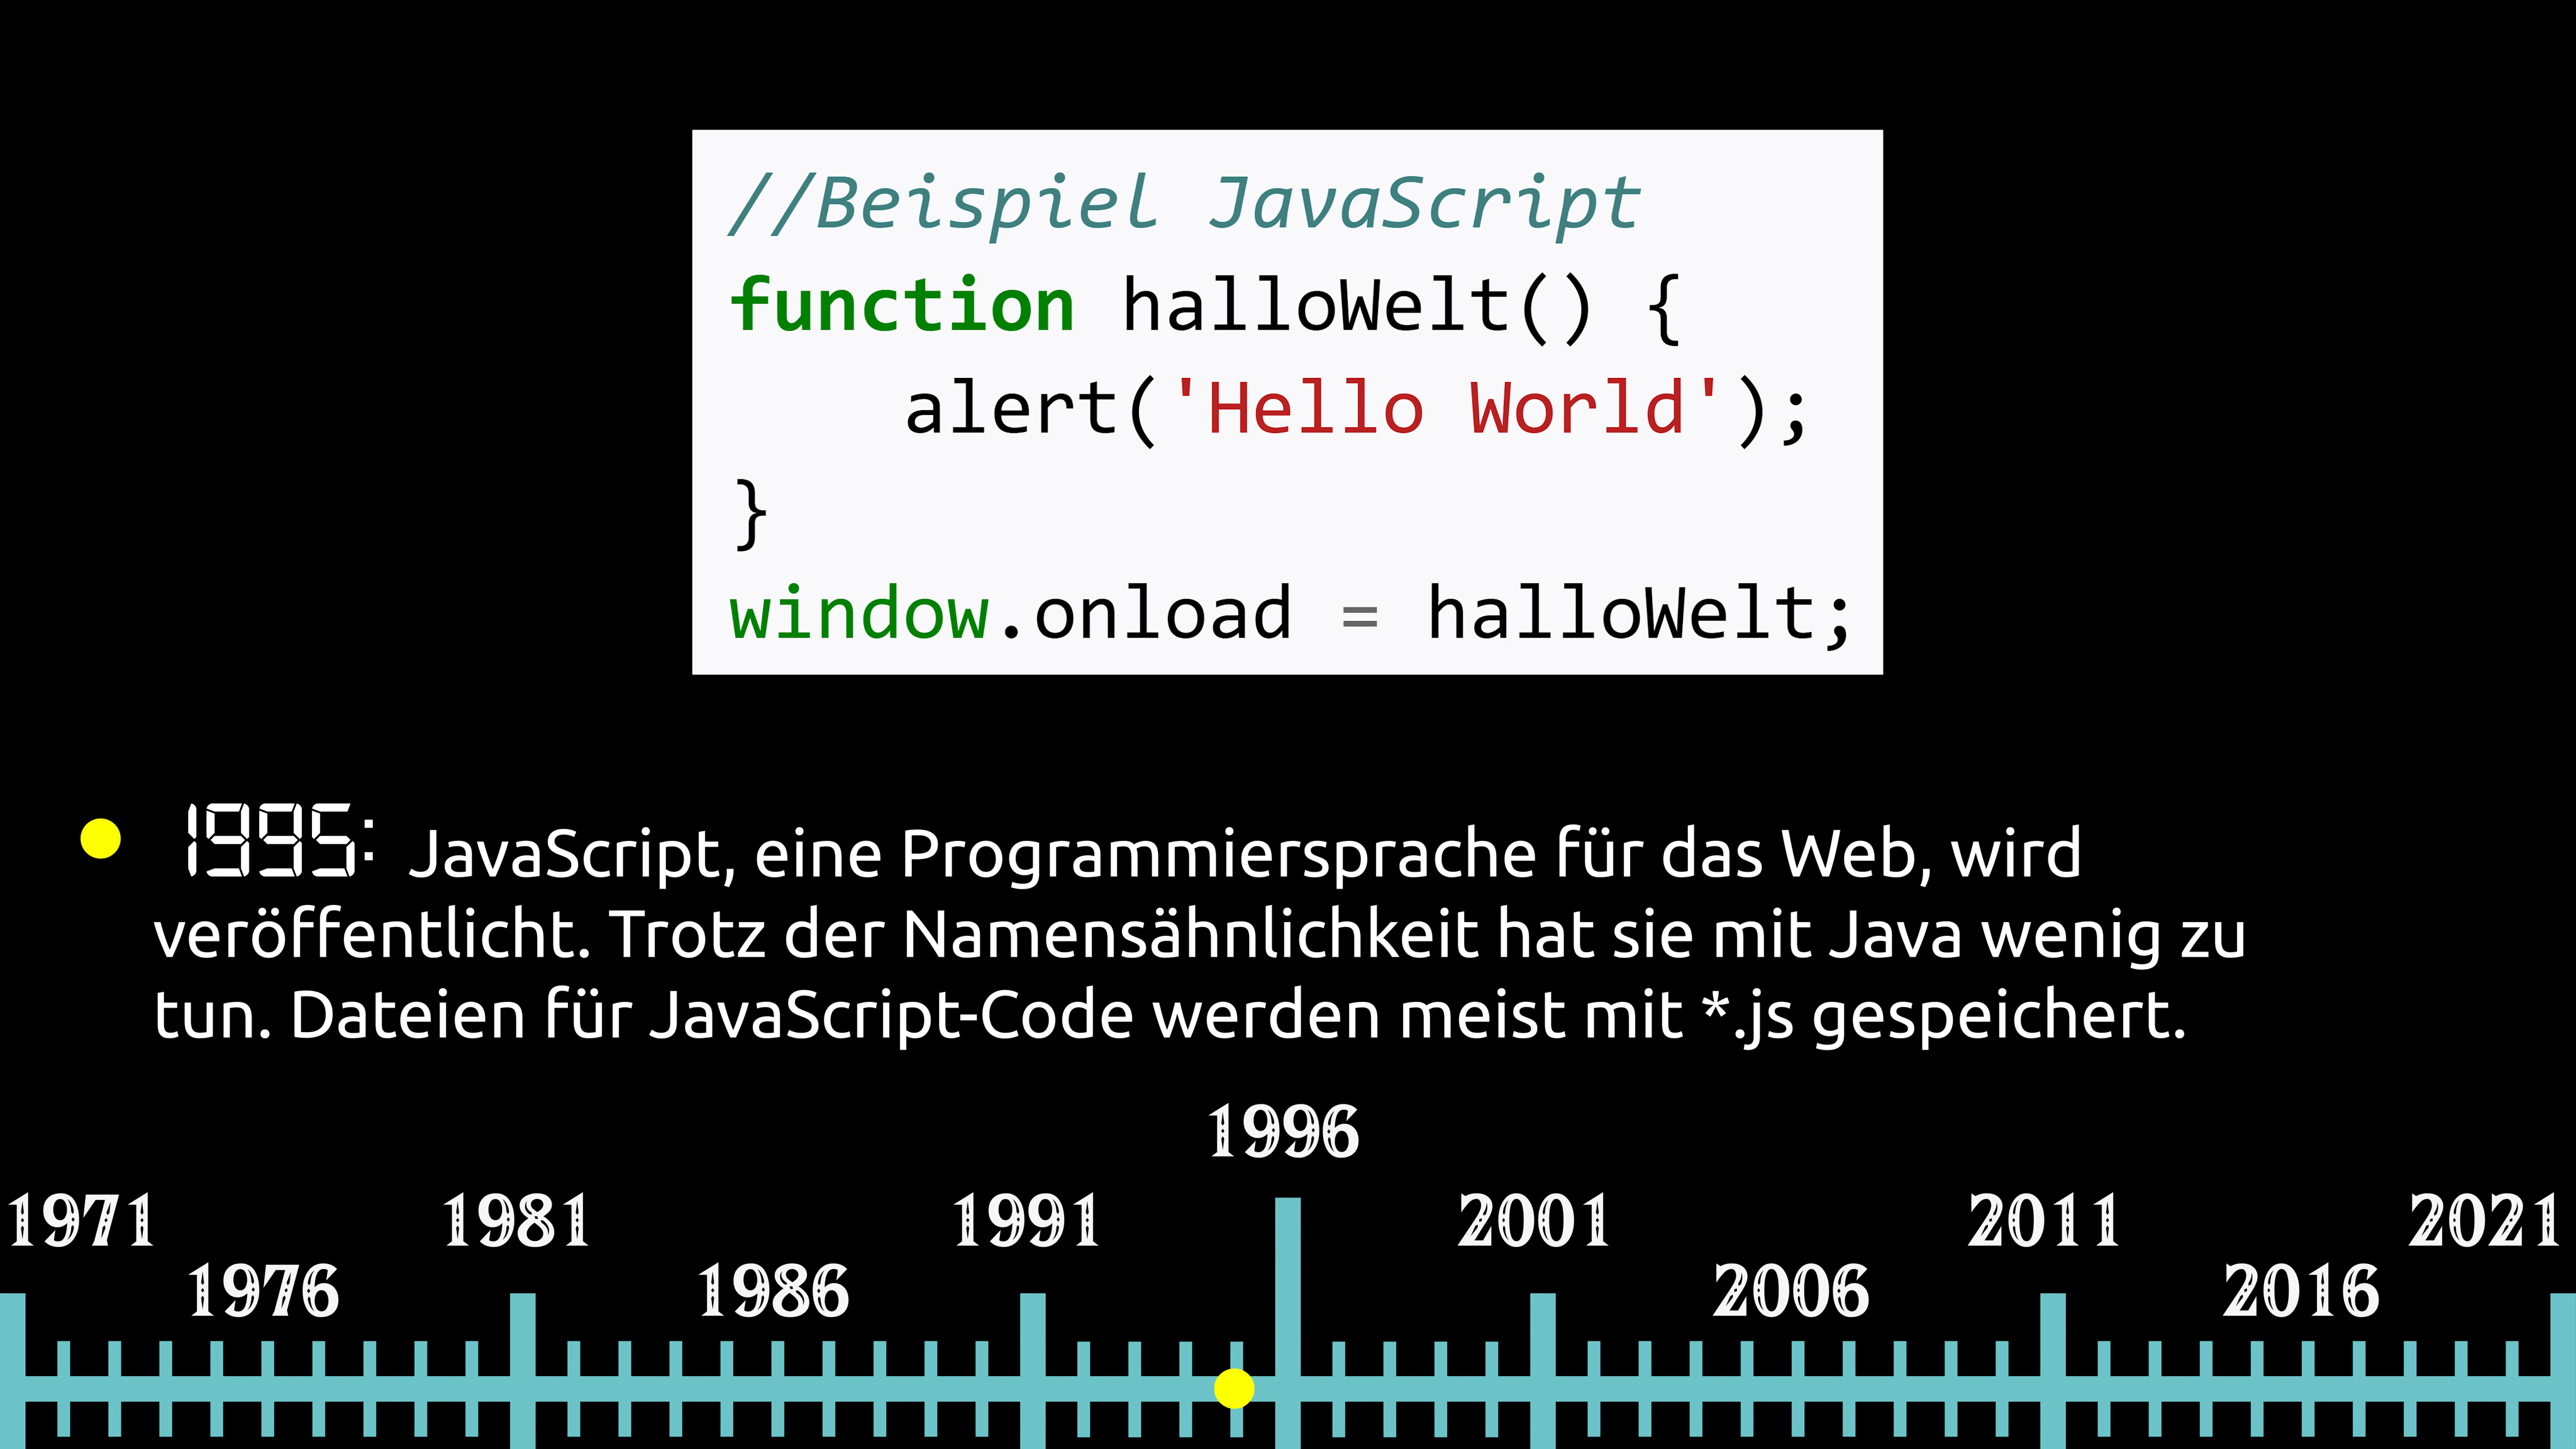 //Beispiel JavaScript
function halloWelt() {
    alert('Hello World');
}
window.onload = halloWelt;
1995: JavaScript, eine Programmiersprache für das Web, wird
veröffentlicht. Trotz der Namensähnlichkeit hat sie mit Java wenig zu
tun. Dateien für JavaScript-Code werden meist mit *.js gespeichert.
1996
1971 1981 1991 2001 2011 2021
1976 1986 2006 2016